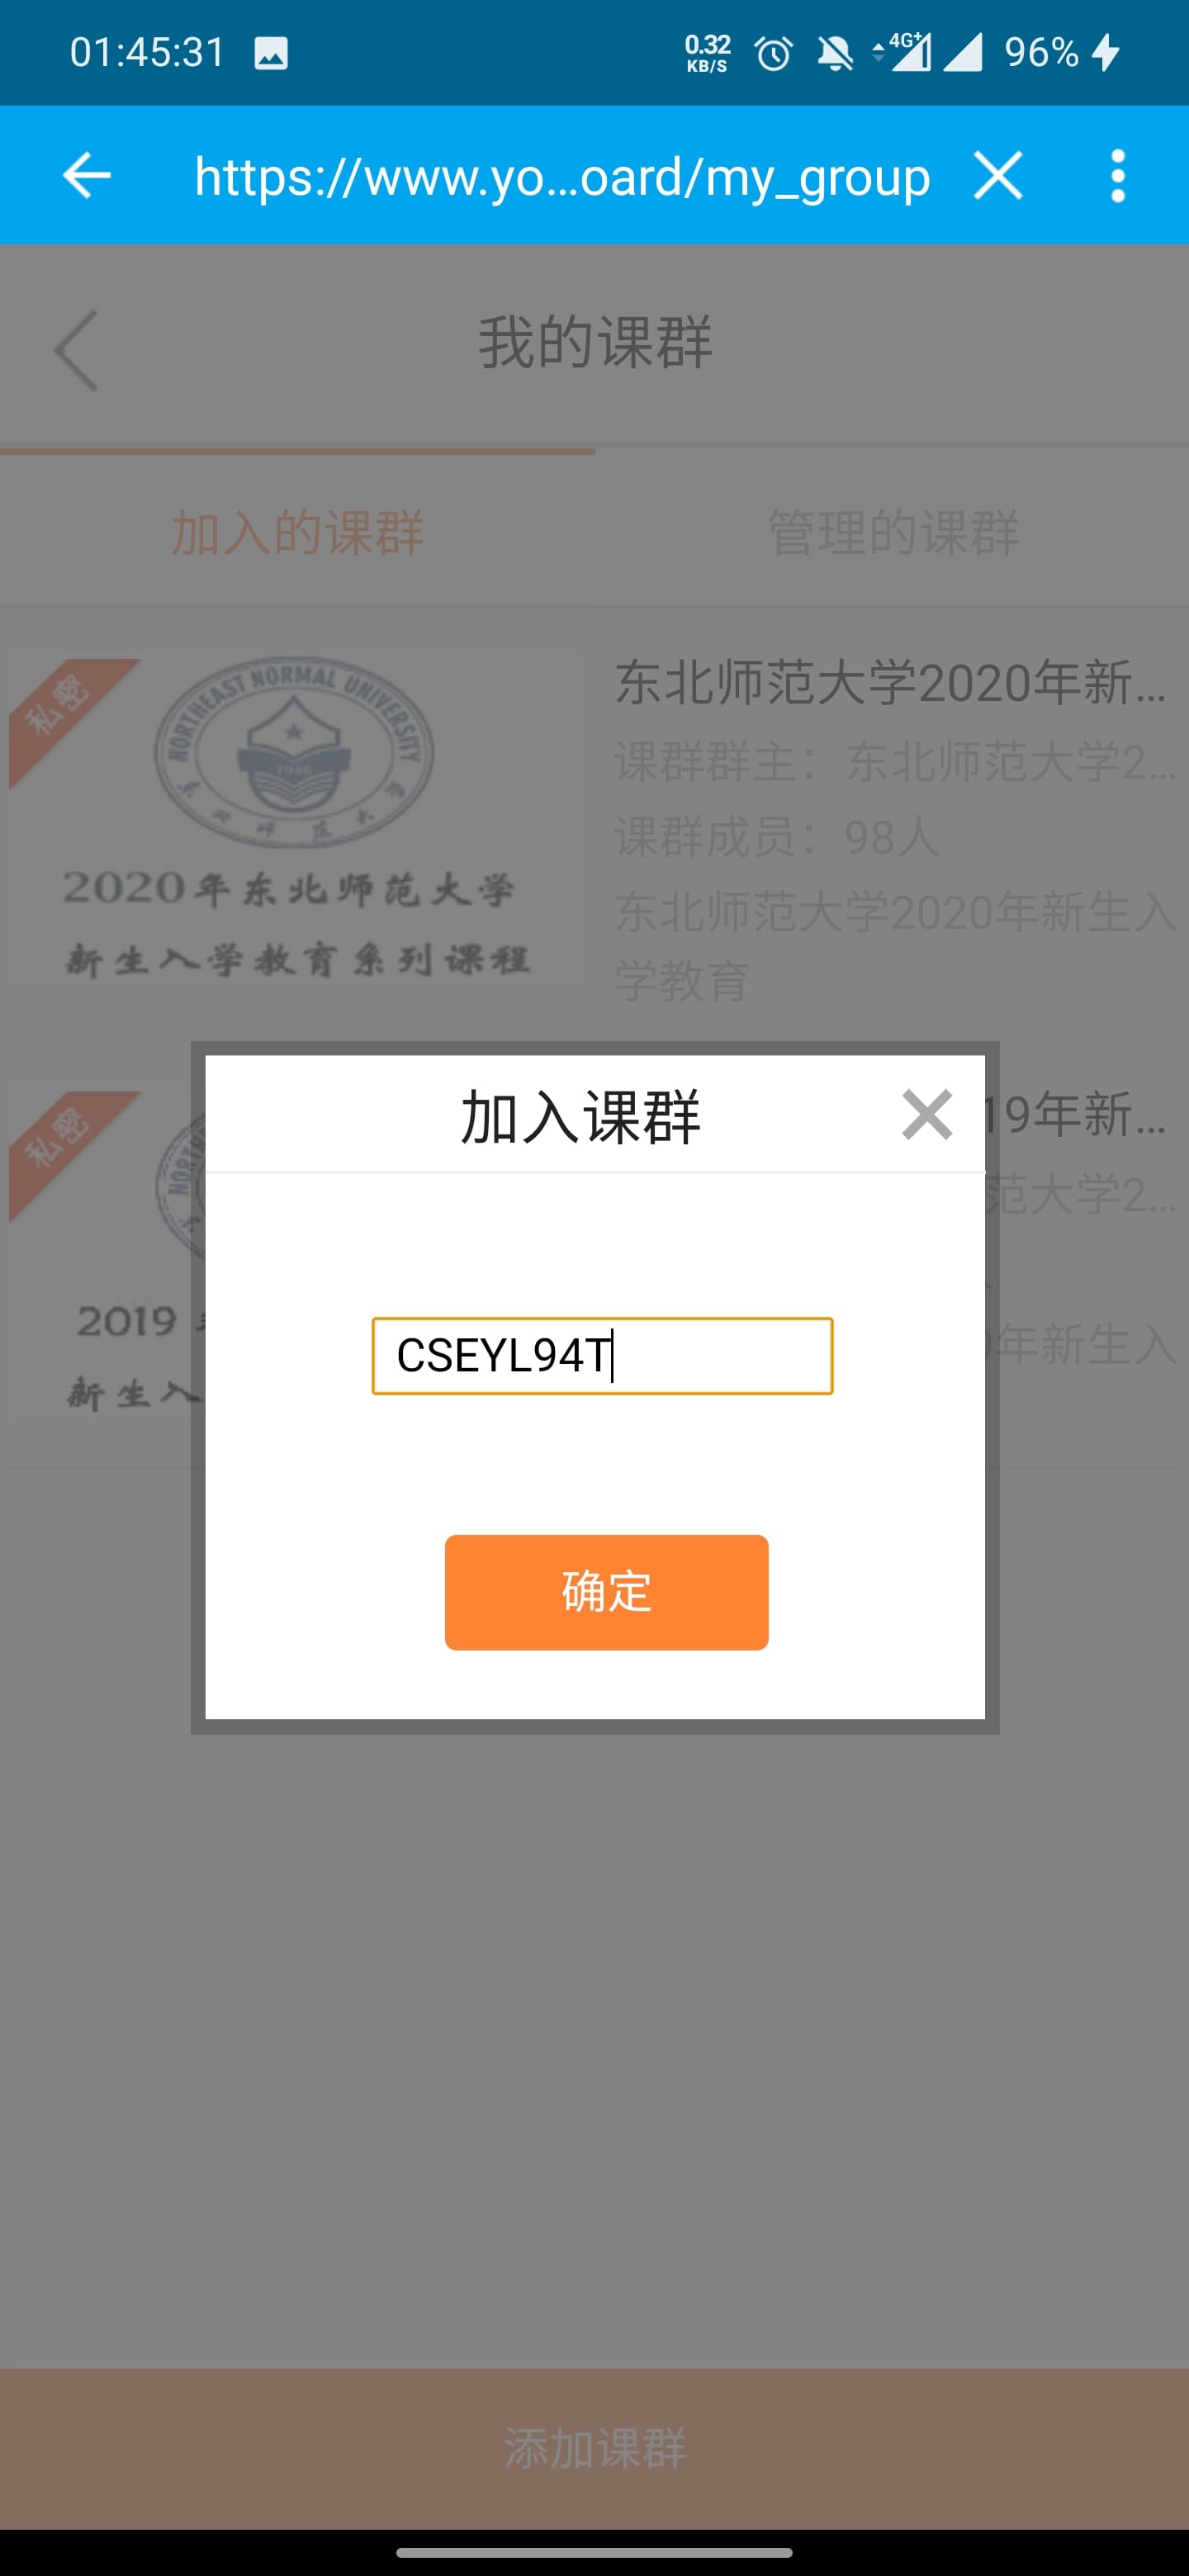 01:45:31
0.32
KB/S
4G+
96%
https://www.yo...oard/my_group
我的课群
加入的课群
管理的课群
私密
NORTHEAST NORMAL UNIVERSITY
东北师范大学
2020年东北师范大学
新生入学教育系列课程
东北师范大学2020年新...
课群群主：东北师范大学2...
课群成员：98人
东北师范大学2020年新生入
学教育
加入课群
私密
19年新...
范大学2...
2019
年新生入
新生入
CSEYL94T
确定
添加课群